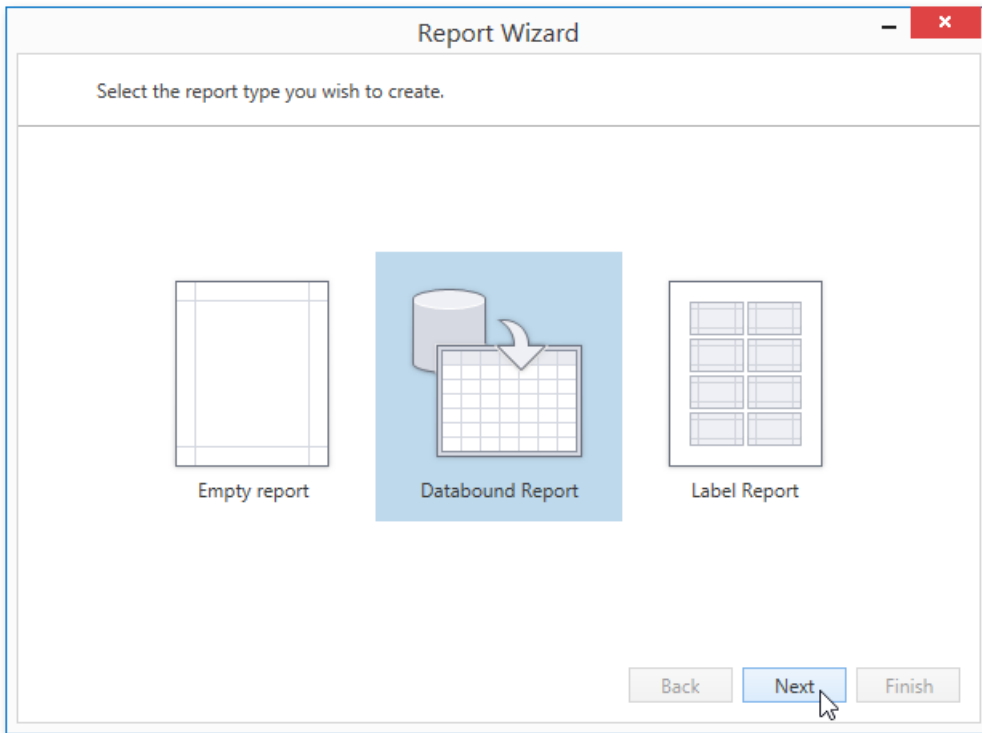 Report Wizard
Select the report type you wish to create.
Empty report
Databound Report
Label Report
Back
Next
Finish